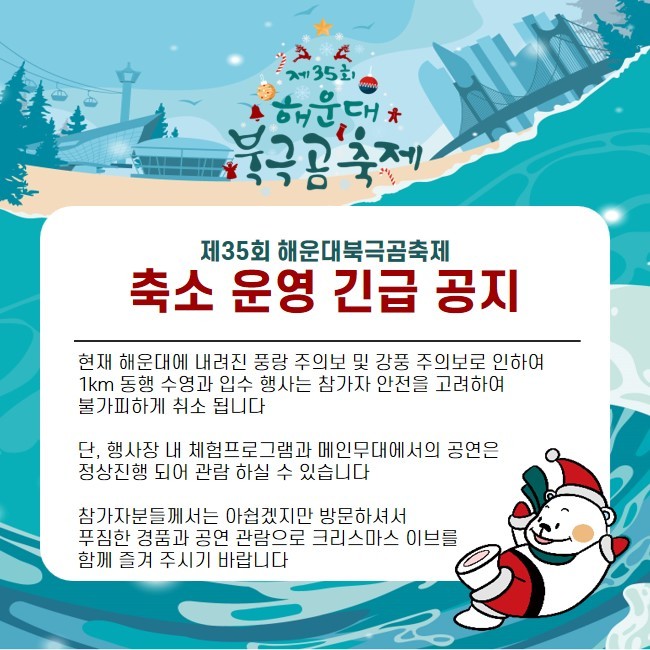 제35회
해운대
북극곰축제
제35회 해운대북극곰축제
축소 운영 긴급 공지
현재 해운대에 내려진 풍랑 주의보 및 강풍 주의보로 인하여
1km 동행 수영과 입수 행사는 참가자 안전을 고려하여
불가피하게 취소 됩니다
단, 행사장 내 체험프로그램과 메인무대에서의 공연은
정상진행 되어 관람 하실 수 있습니다
참가자분들께서는 아쉽겠지만 방문하셔서
푸짐한 경품과 공연 관람으로 크리스마스 이브를
함께 즐겨 주시기 바랍니다